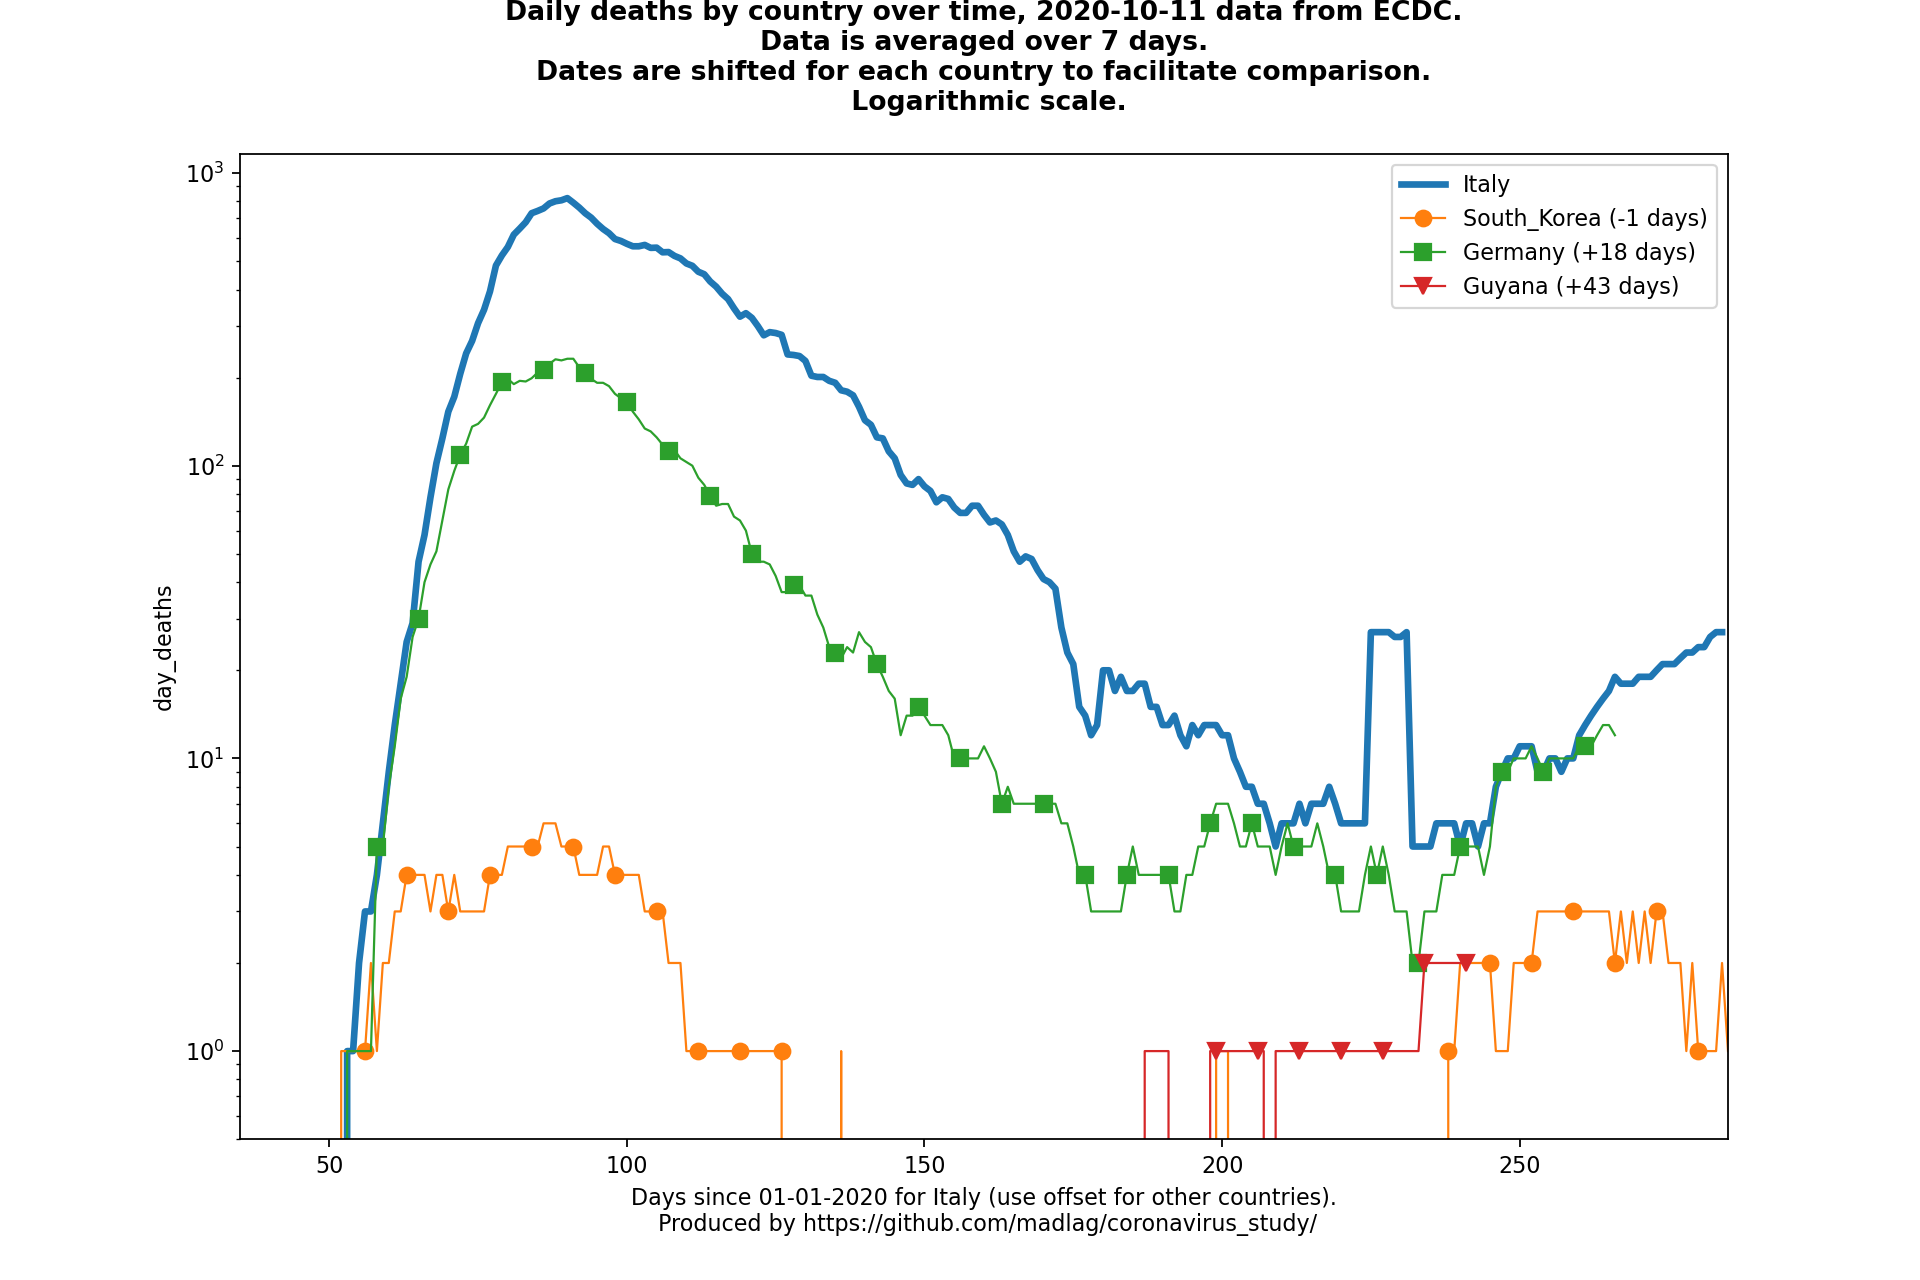 Daily deaths by country over time, 2020-10-11 data from ECDC.
Data is averaged over 7 days.
Dates are shifted for each country to facilitate comparison.
Logarithmic scale.
10³
10²
10¹
10⁰
day_deaths
Italy
South_Korea (-1 days)
Germany (+18 days)
Guyana (+43 days)
50 100 150 200 250
Days since 01-01-2020 for Italy (use offset for other countries).
Produced by https://github.com/madlag/coronavirus_study/